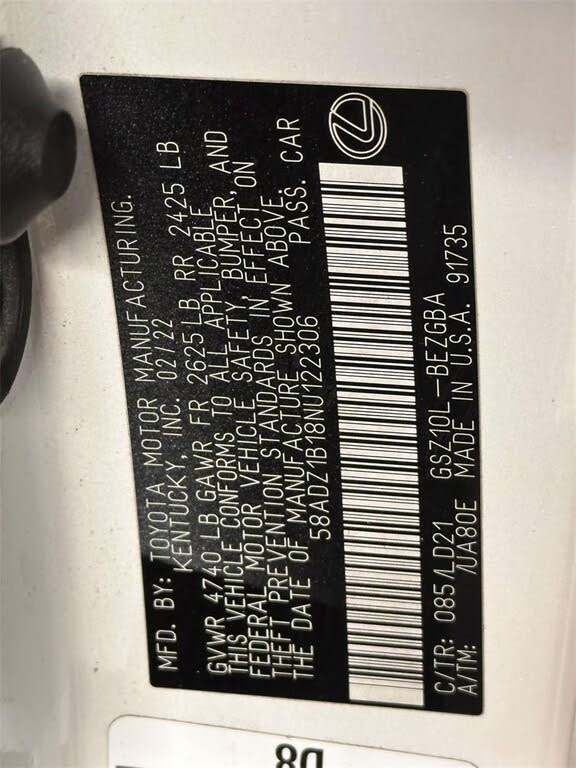 MFD. BY: TOYOTA MOTOR MANUFACTURING.
KENTUCKY, INC. 02/22
GVWR 4740 LB GAWR FR 2625 LB RR 2425 LB
THIS VEHICLE CONFORMS TO ALL APPLICABLE
FEDERAL MOTOR VEHICLE SAFETY, BUMPER, AND
THEFT PREVENTION STANDARDS IN EFFECT ON
THE DATE OF MANUFACTURE SHOWN ABOVE.
58ADZ1B18NU122306 PASS. CAR
C/TR: 085/LD21 GSZ10L-BEZGBA
A/TM: /UA80E MADE IN U.S.A. 91735